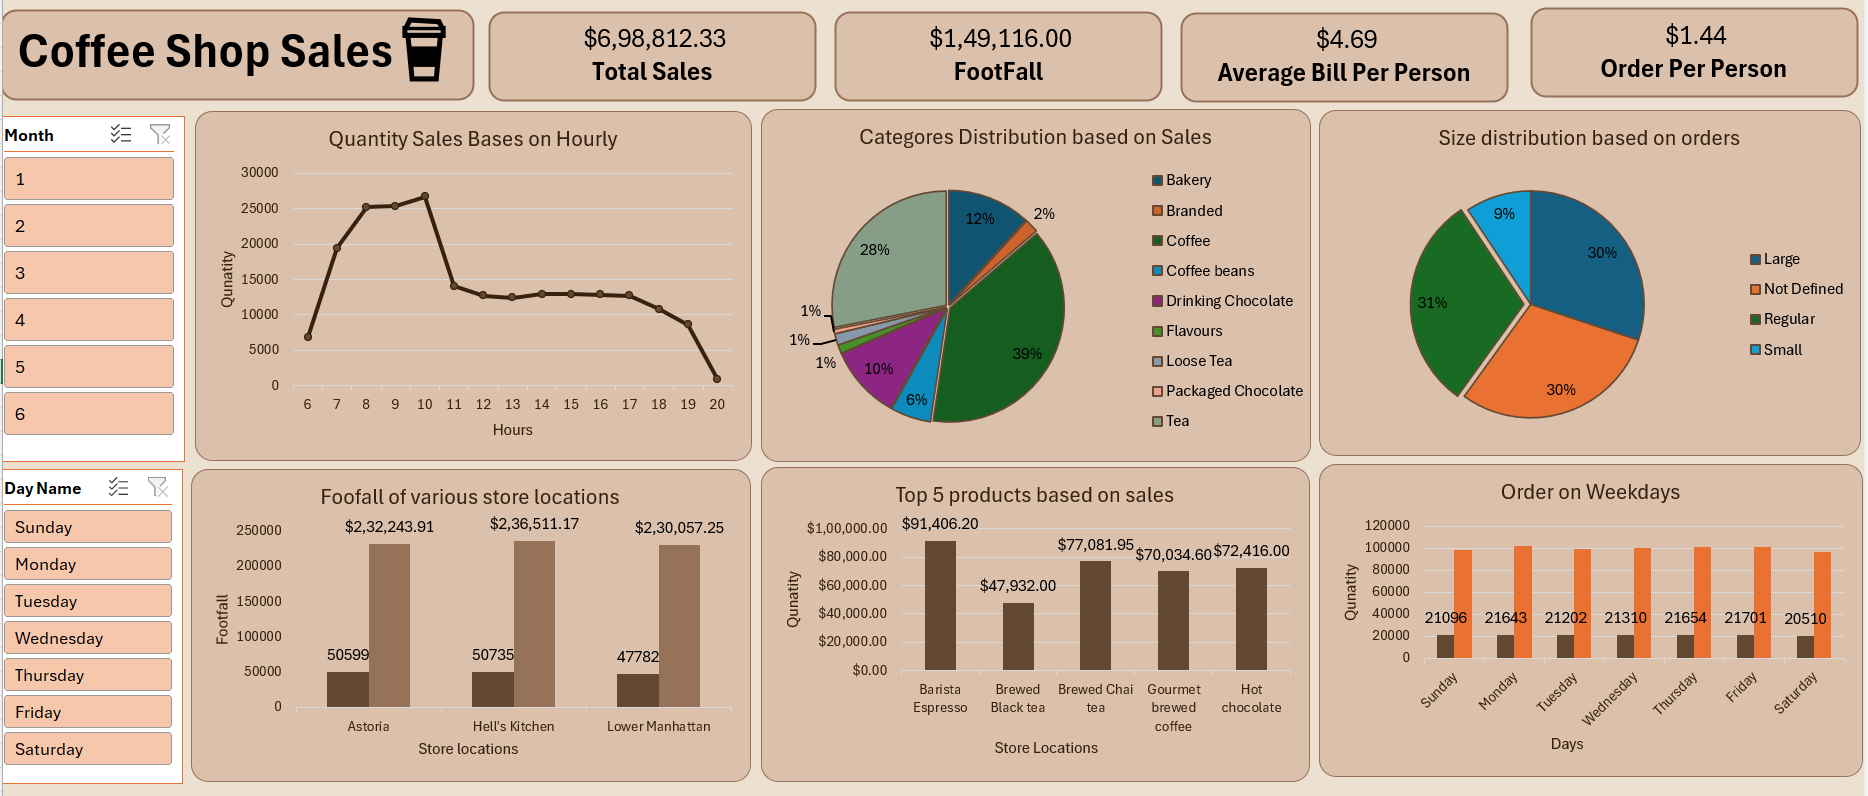 Coffee Shop Sales
$6,98,812.33
Total Sales
$1,49,116.00
FootFall
$4.69
Average Bill Per Person
$1.44
Order Per Person
Month
1
2
3
4
5
6
Quantity Sales Bases on Hourly
Qunatity
30000
25000
20000
15000
10000
5000
0
6 7 8 9 10 11 12 13 14 15 16 17 18 19 20
Hours
Categores Distribution based on Sales
12%
2%
39%
6%
10%
1%
1%
1%
28%
Bakery
Branded
Coffee
Coffee beans
Drinking Chocolate
Flavours
Loose Tea
Packaged Chocolate
Tea
Size distribution based on orders
30%
30%
31%
9%
Large
Not Defined
Regular
Small
Day Name
Sunday
Monday
Tuesday
Wednesday
Thursday
Friday
Saturday
Foofall of various store locations
Footfall
250000
200000
150000
100000
50000
0
$2,32,243.91 $2,36,511.17 $2,30,057.25
50599 50735 47782
Astoria Hell's Kitchen Lower Manhattan
Store locations
Top 5 products based on sales
Qunatity
$1,00,000.00
$80,000.00
$60,000.00
$40,000.00
$20,000.00
$0.00
$91,406.20
$47,932.00
$77,081.95
$70,034.60
$72,416.00
Barista
Espresso
Brewed
Black tea
Brewed Chai
tea
Gourmet
brewed
coffee
Hot
chocolate
Store Locations
Order on Weekdays
Qunatity
120000
100000
80000
60000
40000
20000
0
21096 21643 21202 21310 21654 21701 20510
Sunday Monday Tuesday Wednesday Thursday Friday Saturday
Days